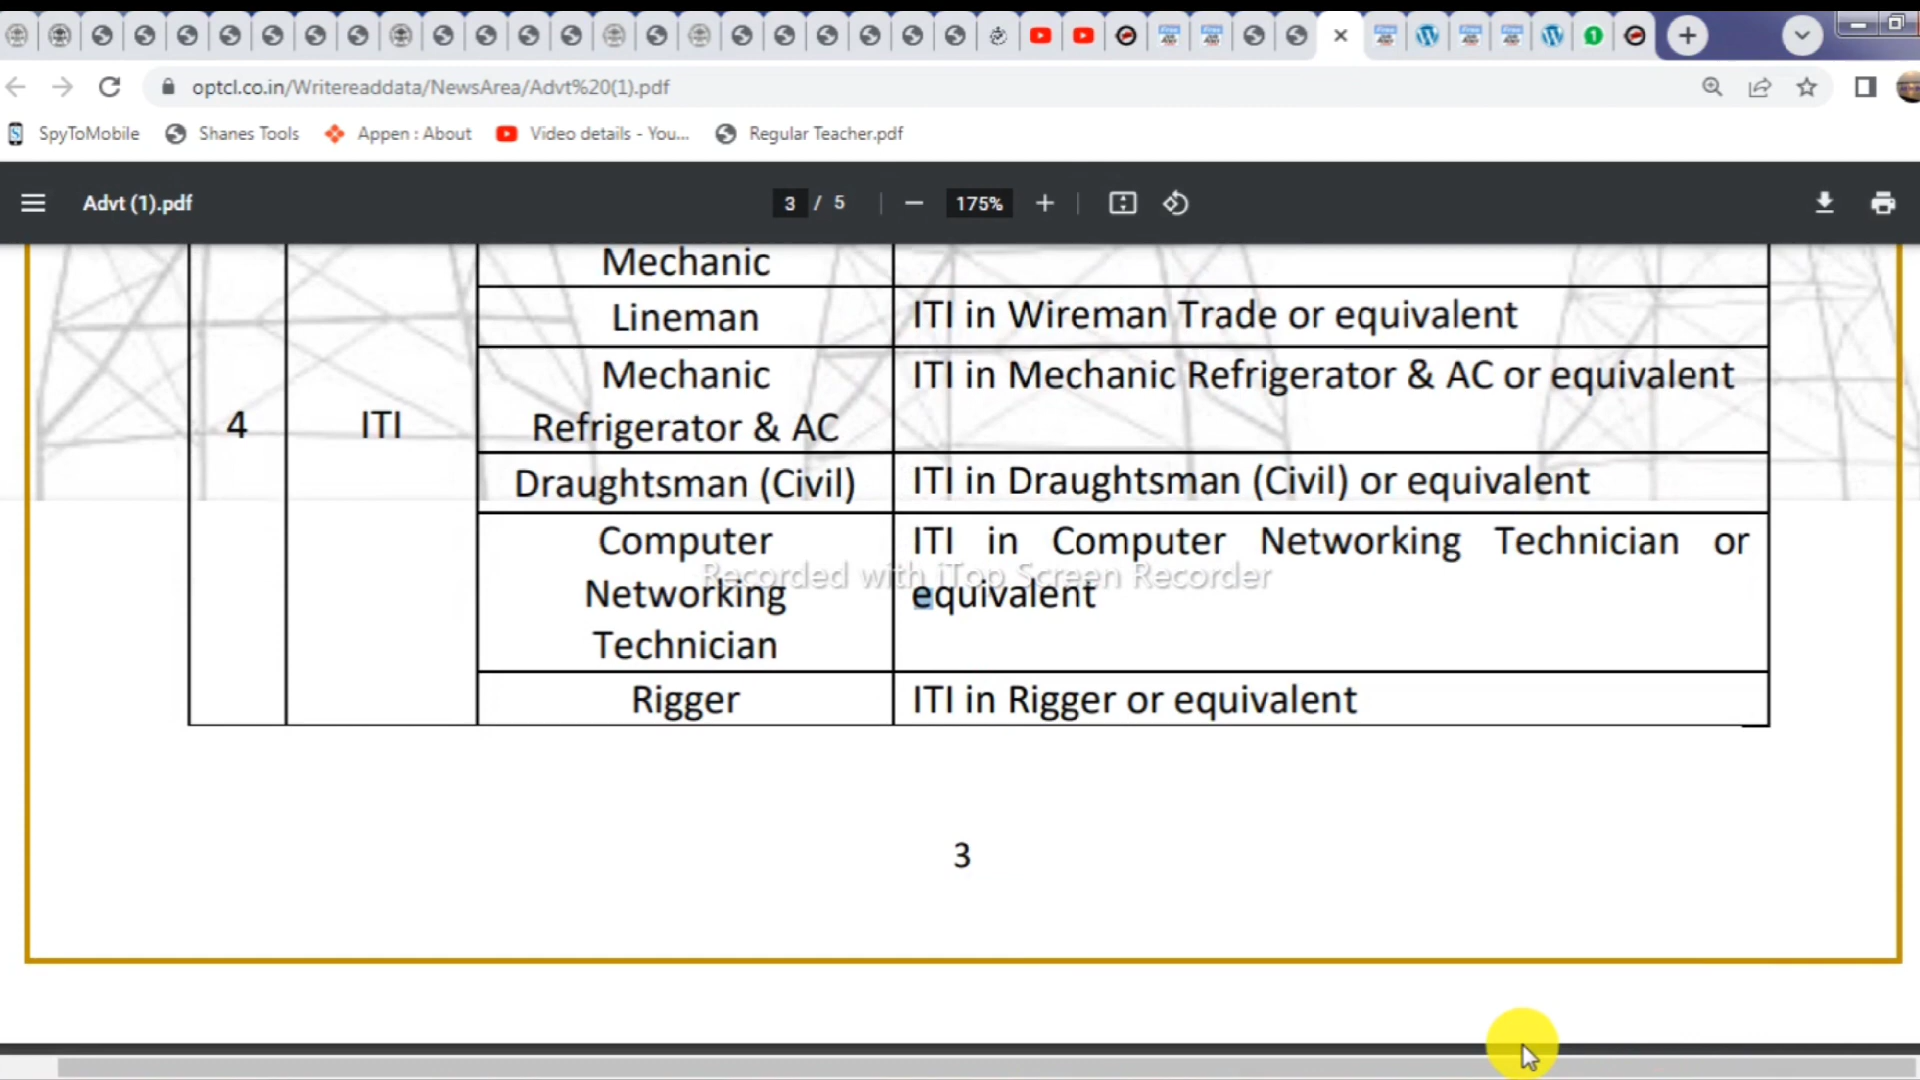 optcl.co.in/Writereaddata/NewsArea/Advt%20(1).pdf
SpyToMobile Shanes Tools Appen : About Video details - You... Regular Teacher.pdf
Advt (1).pdf 3 / 5 175%
Mechanic
Lineman ITI in Wireman Trade or equivalent
Mechanic ITI in Mechanic Refrigerator & AC or equivalent
Refrigerator & AC
4 ITI
Draughtsman (Civil) ITI in Draughtsman (Civil) or equivalent
Computer ITI in Computer Networking Technician or
Recorded with iTop Screen Recorder
Networking equivalent
Technician
Rigger ITI in Rigger or equivalent
3